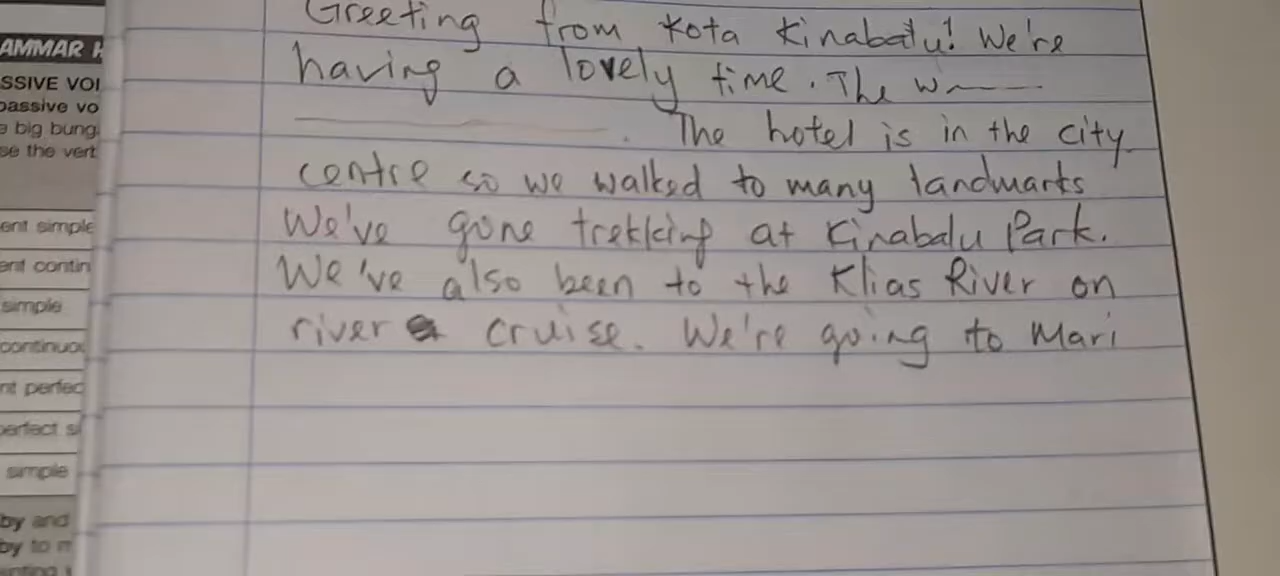 AMMAR
SSIVE VOI
passive vo
e big bung
se the vert
ent simple
ent contin
simple
continuou
nt perfec
perfect si
simple
by and
by to m
Greeting from Kota Kinabalu! We're
having a lovely time. The w
The hotel is in the city
centre so we walked to many landmarks
We've gone trekking at Kinabalu Park.
We've also been to the Klias River on
river cruise. We're going to Mari